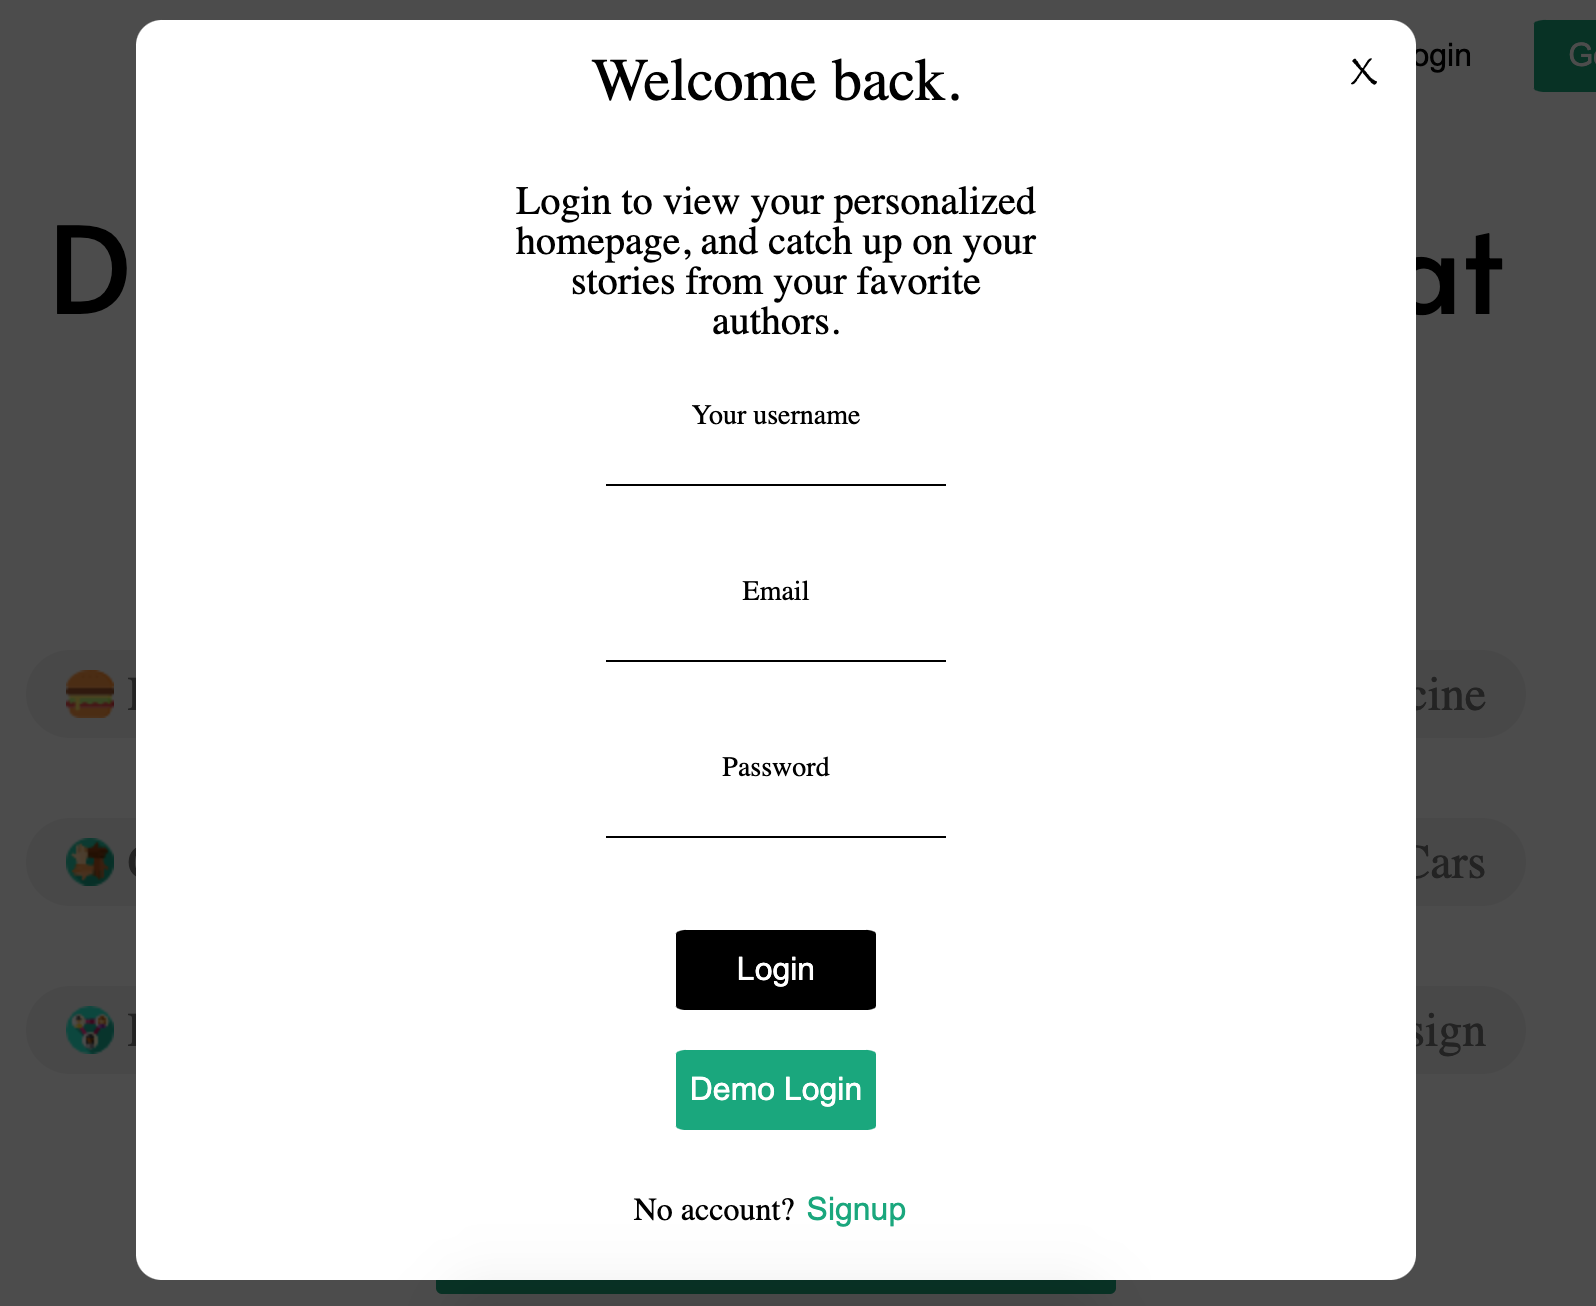 Welcome back.
X
Login to view your personalized
homepage, and catch up on your
stories from your favorite
authors.
Your username
Email
Password
Login
Demo Login
No account? Signup
ogin
G
D
at
cine
Cars
sign